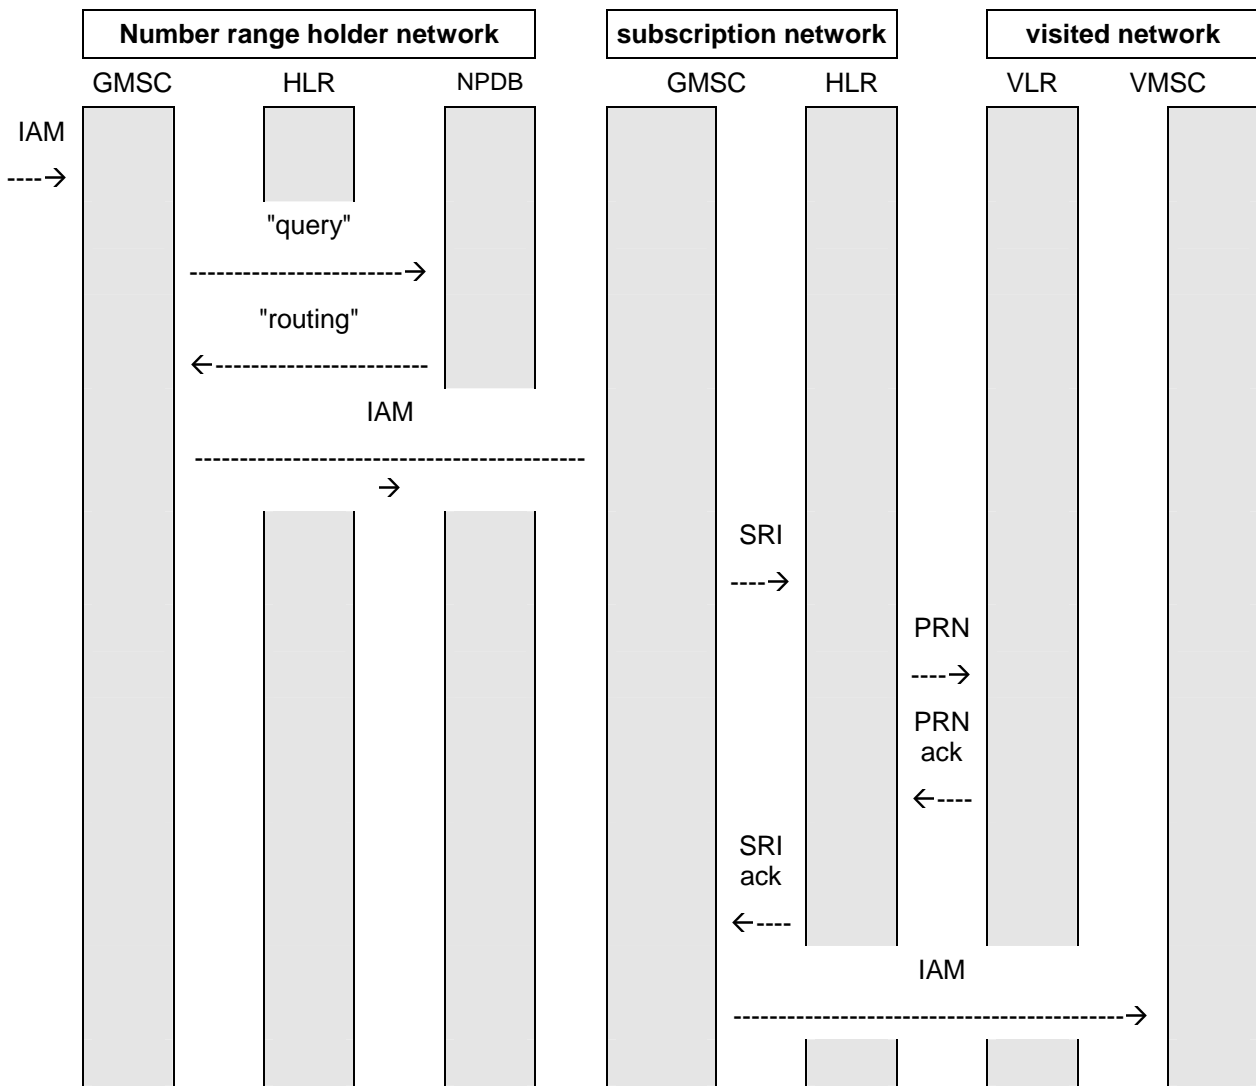 Number range holder network
subscription network
visited network
GMSC
HLR
NPDB
GMSC
HLR
VLR
VMSC
IAM
"query"
"routing"
IAM
SRI
PRN
PRN
ack
SRI
ack
IAM